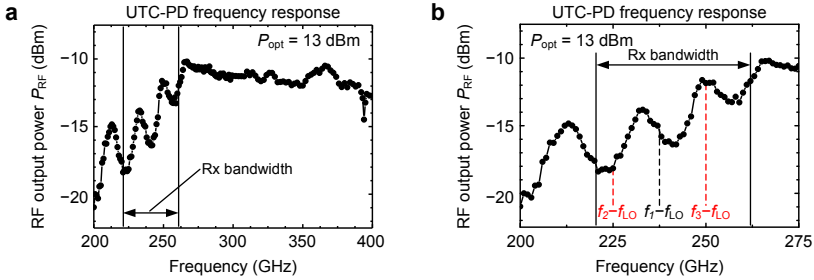 a
UTC-PD frequency response
P_opt = 13 dBm
RF output power P_RF (dBm)
−10
−15
−20
Rx bandwidth
200 250 300 350 400
Frequency (GHz)
b
UTC-PD frequency response
P_opt = 13 dBm
Rx bandwidth
RF output power P_RF (dBm)
−10
−15
−20
f_2−f_LO f_1−f_LO f_3−f_LO
200 225 250 275
Frequency (GHz)